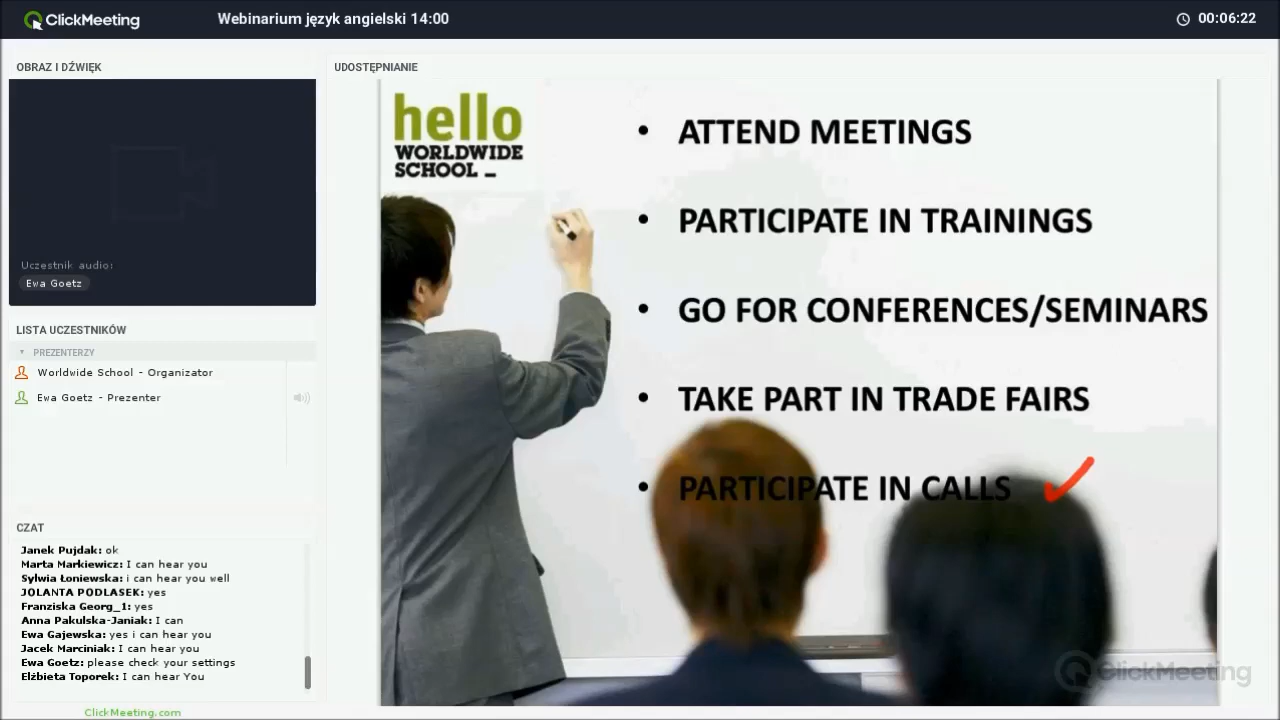 ClickMeeting
Webinarium język angielski 14:00
00:06:22
OBRAZ I DŹWIĘK
Uczestnik audio:
Ewa Goetz
LISTA UCZESTNIKÓW
PREZENTERZY
Worldwide School - Organizator
Ewa Goetz - Prezenter
CZAT
Janek Pujdak: ok
Marta Markiewicz: I can hear you
Sylwia Łoniewska: i can hear you well
JOLANTA PODLASEK: yes
Franziska Georg_1: yes
Anna Pakulska-Janiak: I can
Ewa Gajewska: yes i can hear you
Jacek Marciniak: I can hear you
Ewa Goetz: please check your settings
Elżbieta Toporek: I can hear You
ClickMeeting.com
UDOSTĘPNIANIE
hello
WORLDWIDE
SCHOOL _
• ATTEND MEETINGS
• PARTICIPATE IN TRAININGS
• GO FOR CONFERENCES/SEMINARS
• TAKE PART IN TRADE FAIRS
• PARTICIPATE IN CALLS
ClickMeeting